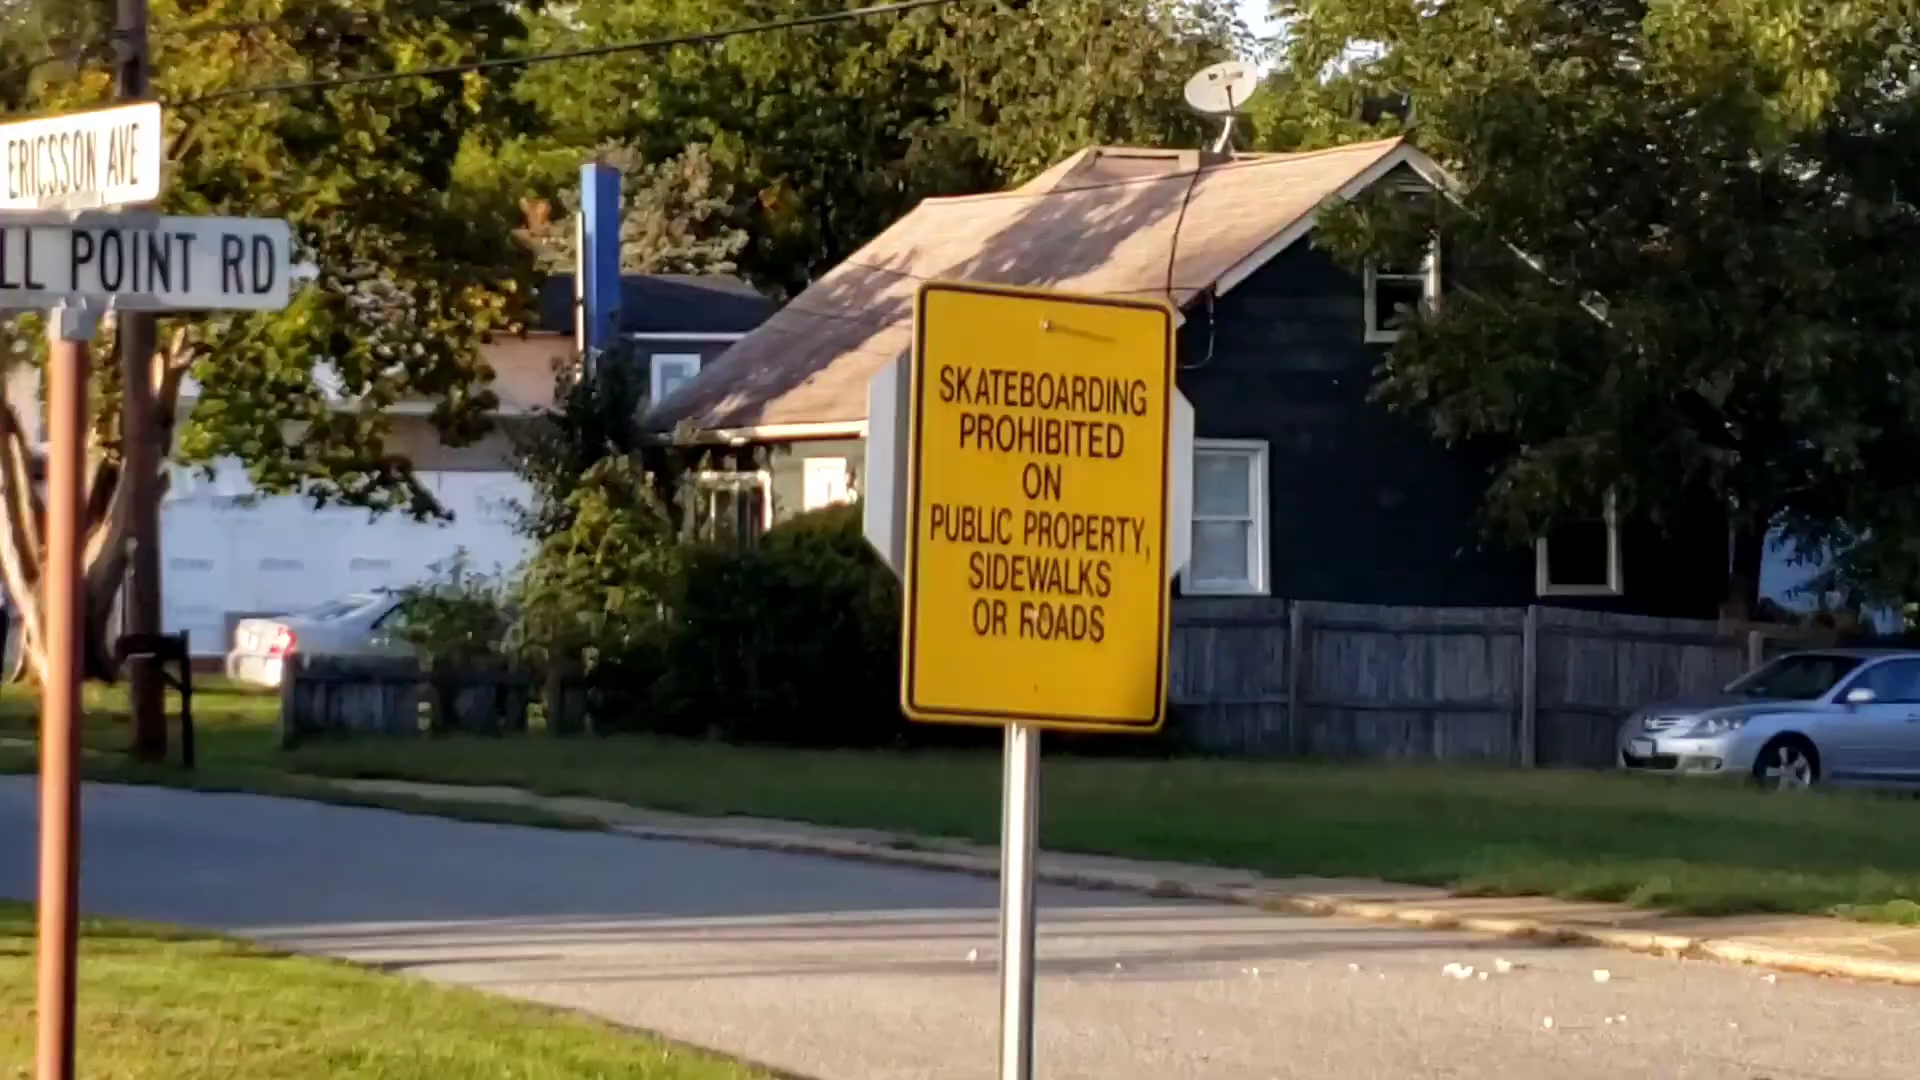 ERICSSON AVE
LL POINT RD
SKATEBOARDING
PROHIBITED
ON
PUBLIC PROPERTY,
SIDEWALKS
OR ROADS